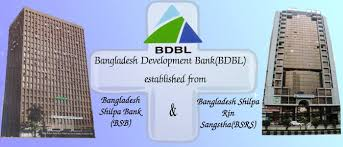 BDBL
Bangladesh Development Bank(BDBL)
established from
Bangladesh
Shilpa Bank
(BSB)
&
Bangladesh Shilpa
Rin
Sangstha(BSRS)